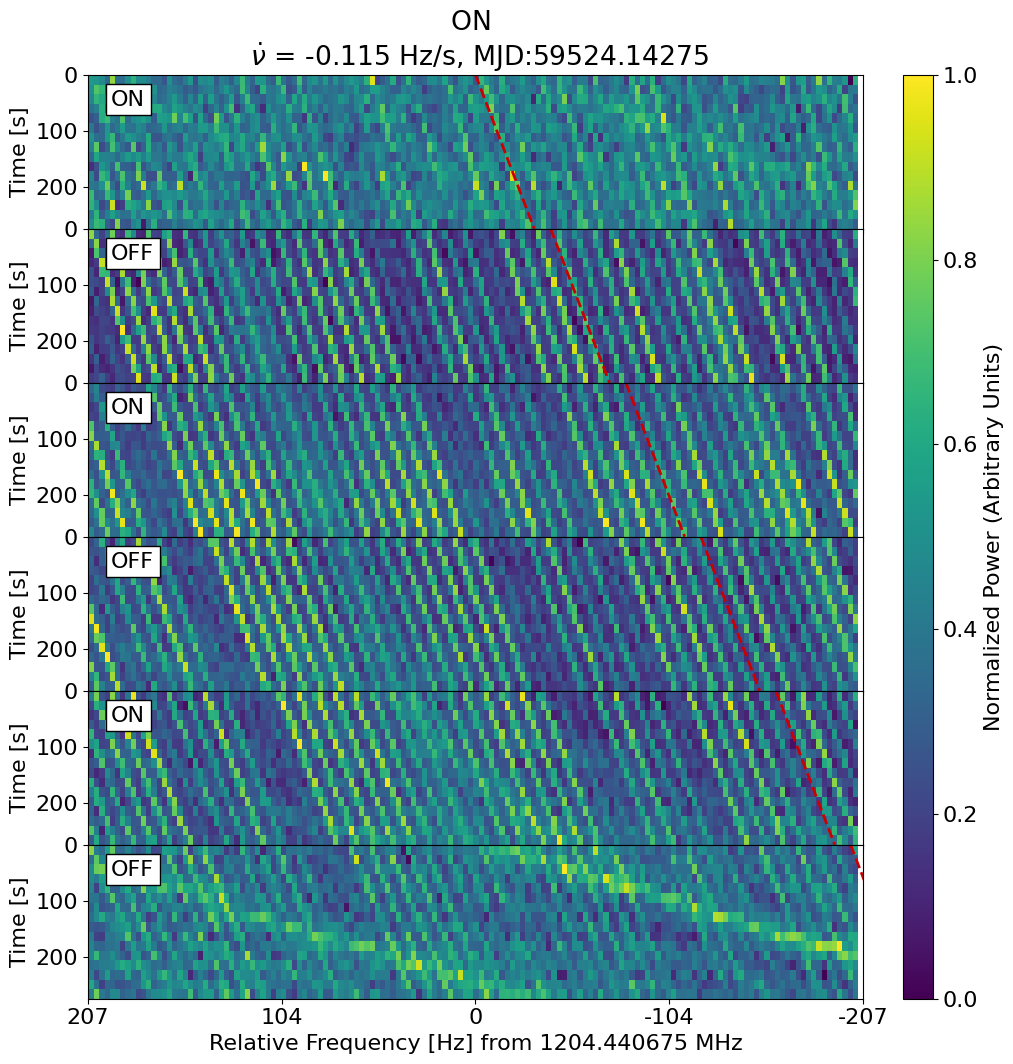 ON
ν̇ = -0.115 Hz/s, MJD:59524.14275
0
ON
100
Time [s]
200
0
OFF
100
Time [s]
200
0
ON
100
Time [s]
200
0
OFF
100
Time [s]
200
0
ON
100
Time [s]
200
0
OFF
100
Time [s]
200
207 104 0 -104 -207
Relative Frequency [Hz] from 1204.440675 MHz
1.0
0.8
0.6
0.4
0.2
0.0
Normalized Power (Arbitrary Units)